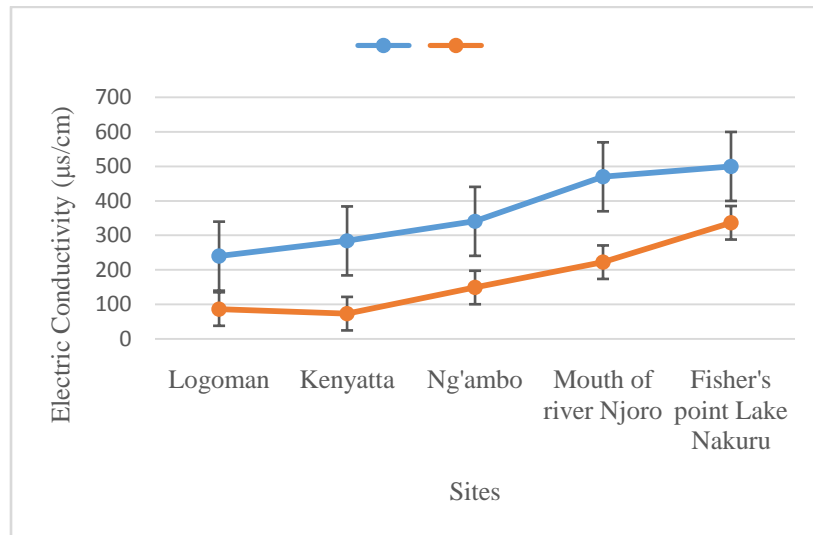 Electric Conductivity (µs/cm)
700
600
500
400
300
200
100
0
Logoman
Kenyatta
Ng'ambo
Mouth of
river Njoro
Fisher's
point Lake
Nakuru
Sites